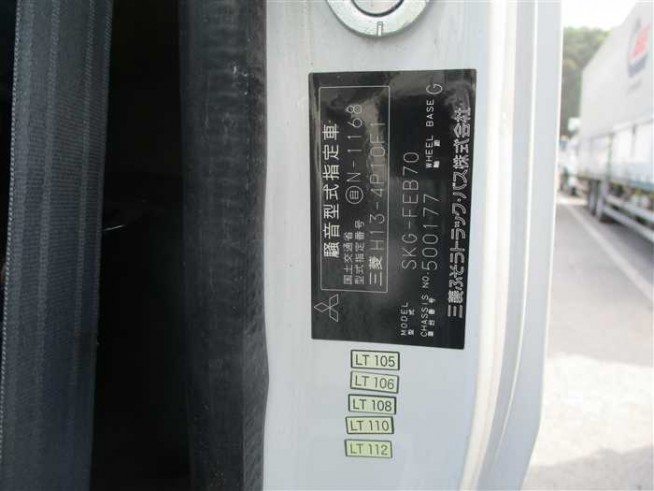 騒音型式指定車
国土交通省
型式指定番号 自N-1168
三菱 H13-4P10F1
MODEL
型式 SKG-FEB70
CHASSIS NO.
車台番号 500177
WHEEL BASE
軸距 G
三菱ふそうトラック・バス株式会社
LT 105
LT 106
LT 108
LT 110
LT 112